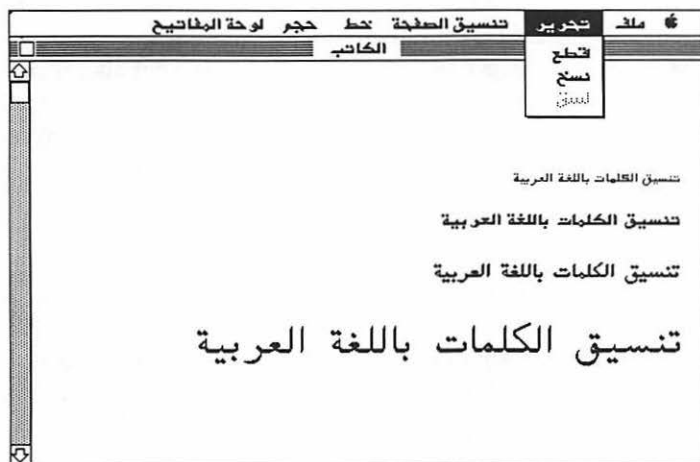 ملف تحرير تنسيق الصفحة خط حجم لوحة المفاتيح
الكاتب
قطع
نسخ
لصق
تنسيق الكلمات باللغة العربية
تنسيق الكلمات باللغة العربية
تنسيق الكلمات باللغة العربية
تنسيق الكلمات باللغة العربية